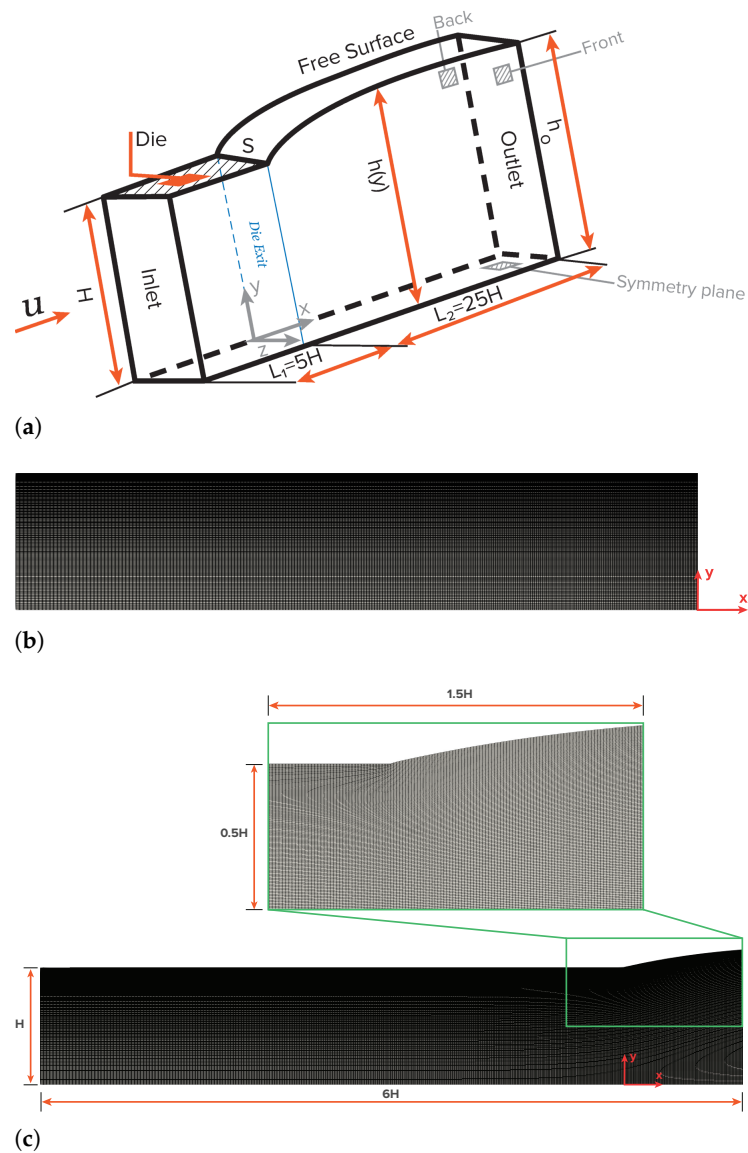 Back
Free Surface
Front
Die
S
h(y)
Outlet
hₒ
Die Exit
Inlet
H
u
y
x
z
Symmetry plane
L₂=25H
L₁=5H
(a)
y
x
(b)
1.5H
0.5H
H
y
x
6H
(c)